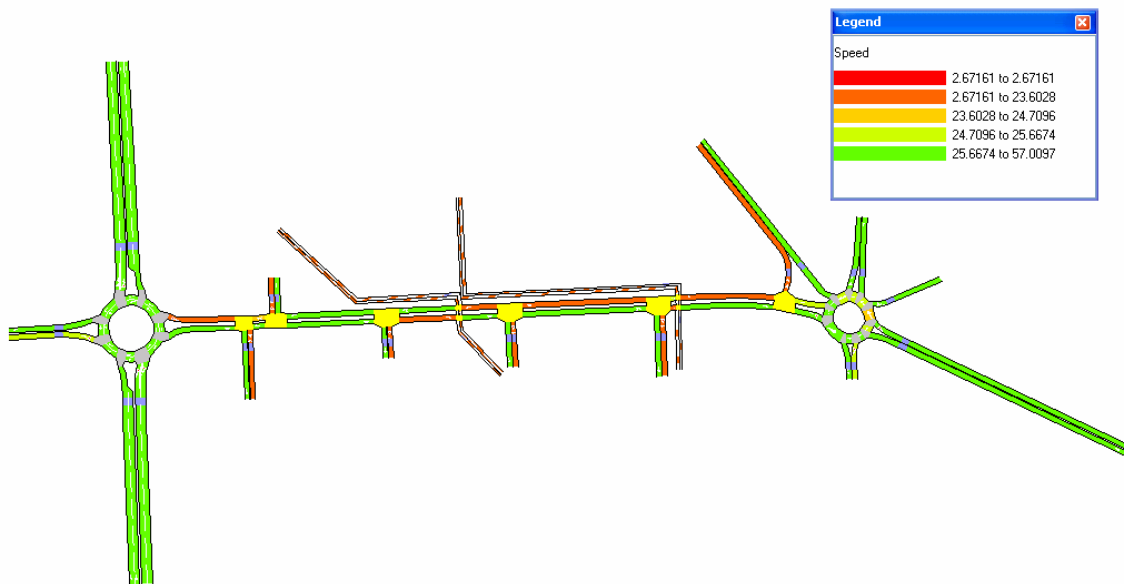 Legend
Speed
2.67161 to 2.67161
2.67161 to 23.6028
23.6028 to 24.7096
24.7096 to 25.6674
25.6674 to 57.0097